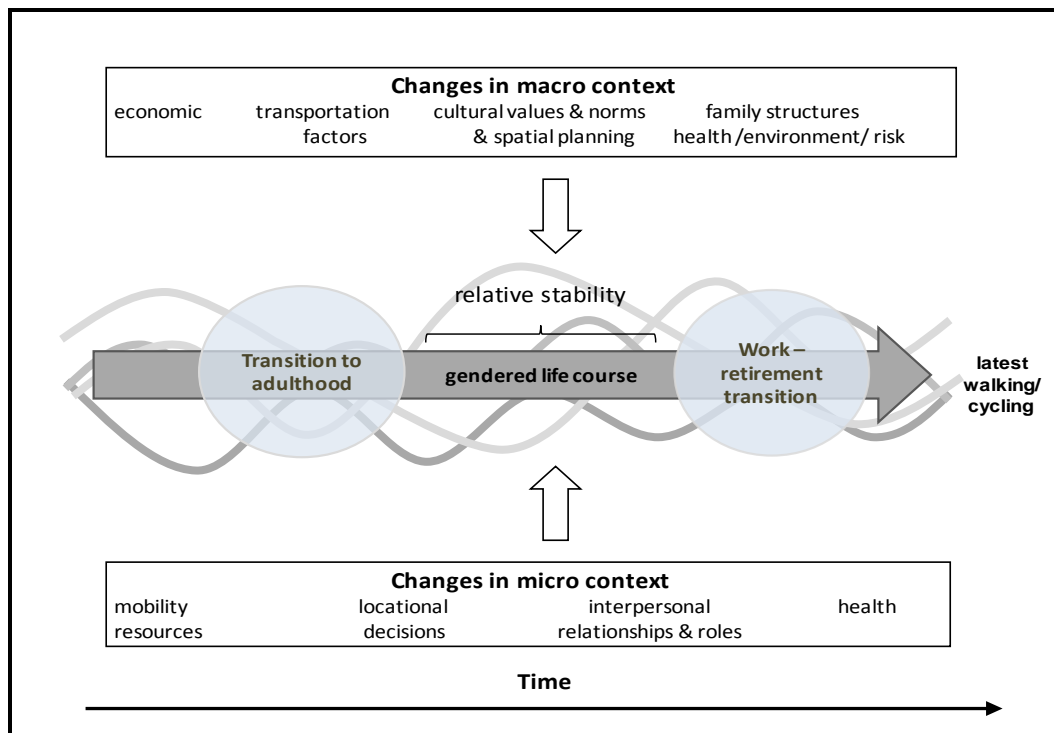 Changes in macro context
economic transportation cultural values & norms family structures
factors & spatial planning health /environment/ risk
relative stability
Transition to
adulthood
gendered life course
Work –
retirement
transition
latest
walking/
cycling
Changes in micro context
mobility locational interpersonal health
resources decisions relationships & roles
Time